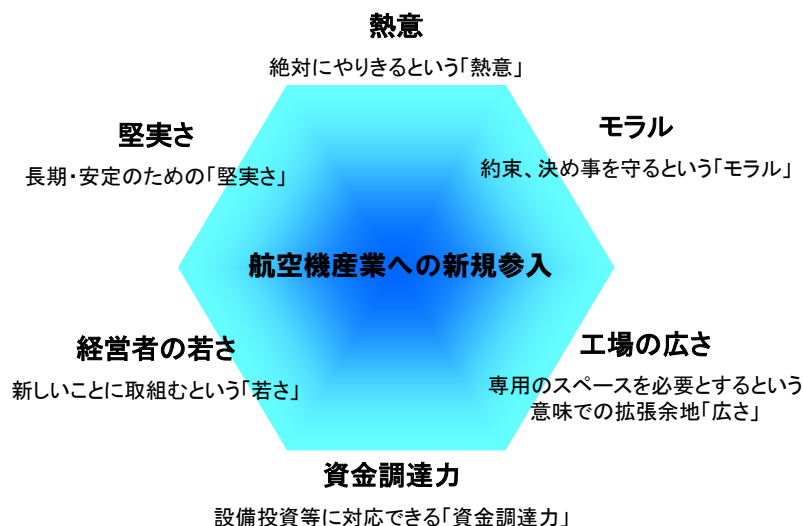 熱意
絶対にやりきるという「熱意」
堅実さ
長期・安定のための「堅実さ」
モラル
約束、決め事を守るという「モラル」
航空機産業への新規参入
経営者の若さ
新しいことに取組むという「若さ」
工場の広さ
専用のスペースを必要とするという
意味での拡張余地「広さ」
資金調達力
設備投資等に対応できる「資金調達力」